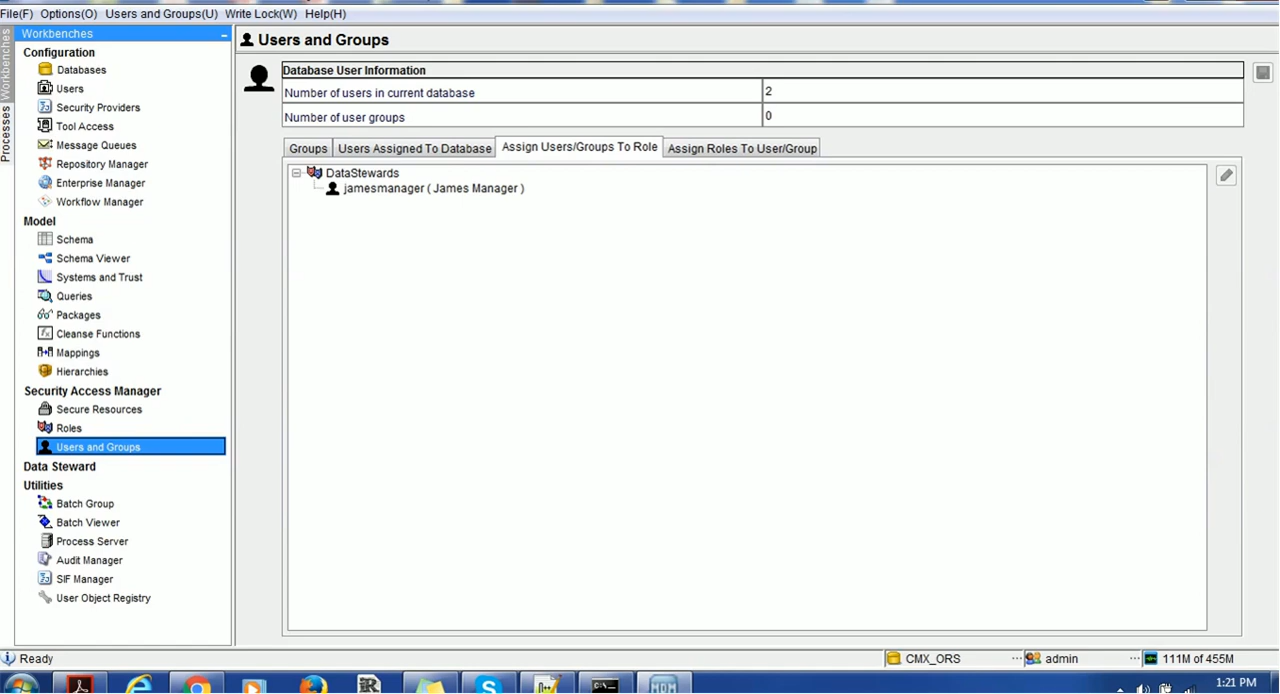 File(F) Options(O) Users and Groups(U) Write Lock(W) Help(H)
Workbenches
Processes
Workbenches
Configuration
Databases
Users
Security Providers
Tool Access
Message Queues
Repository Manager
Enterprise Manager
Workflow Manager
Model
Schema
Schema Viewer
Systems and Trust
Queries
Packages
Cleanse Functions
Mappings
Hierarchies
Security Access Manager
Secure Resources
Roles
Users and Groups
Data Steward
Utilities
Batch Group
Batch Viewer
Process Server
Audit Manager
SIF Manager
User Object Registry
Users and Groups
Database User Information
Number of users in current database 2
Number of user groups 0
Groups Users Assigned To Database Assign Users/Groups To Role Assign Roles To User/Group
DataStewards
jamesmanager ( James Manager )
Ready CMX_ORS admin 111M of 455M
MDM 1:21 PM